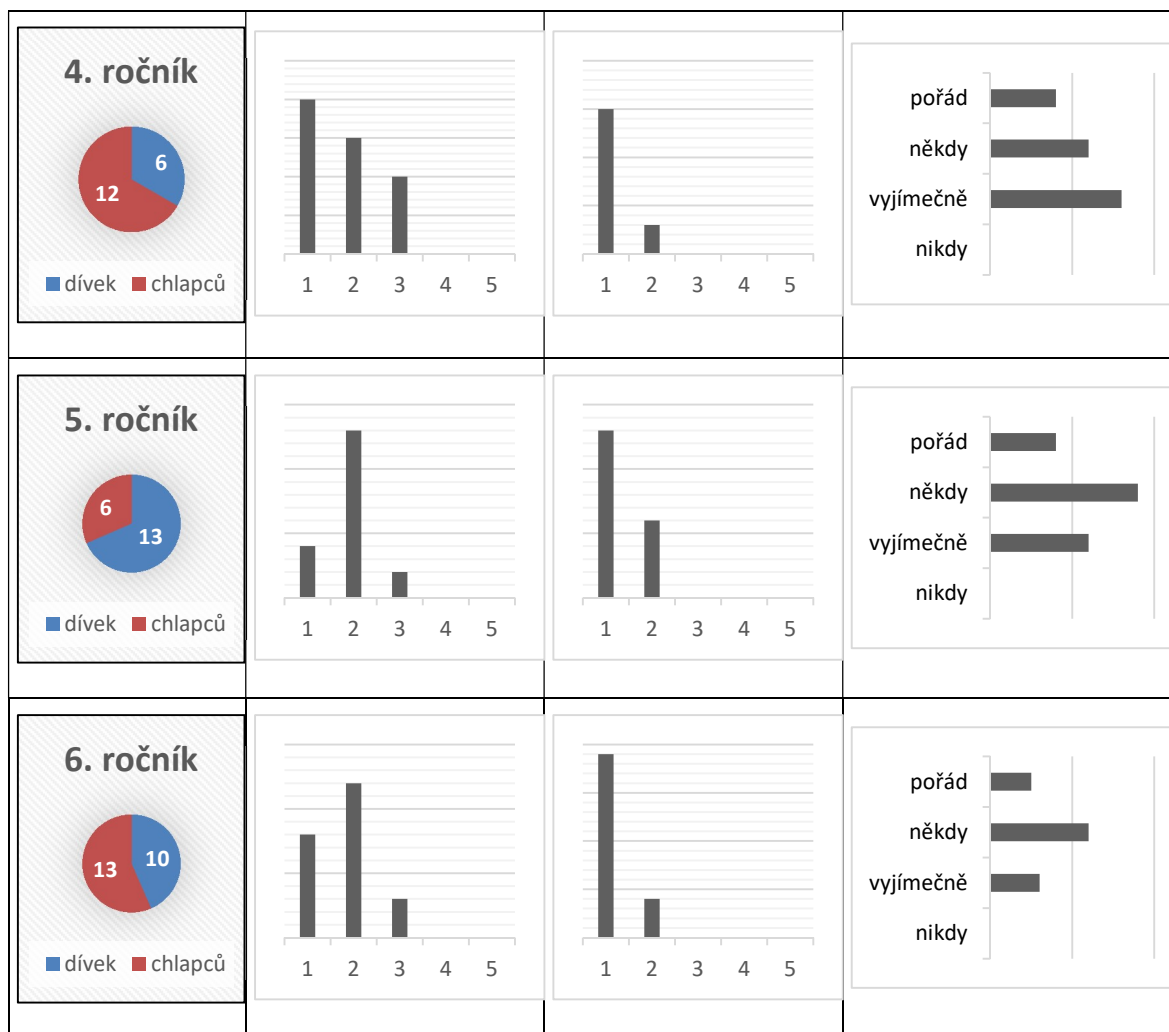 4. ročník
6
12
dívek chlapců
1 2 3 4 5
1 2 3 4 5
pořád
někdy
vyjímečně
nikdy
5. ročník
6
13
dívek chlapců
1 2 3 4 5
1 2 3 4 5
pořád
někdy
vyjímečně
nikdy
6. ročník
13 10
dívek chlapců
1 2 3 4 5
1 2 3 4 5
pořád
někdy
vyjímečně
nikdy